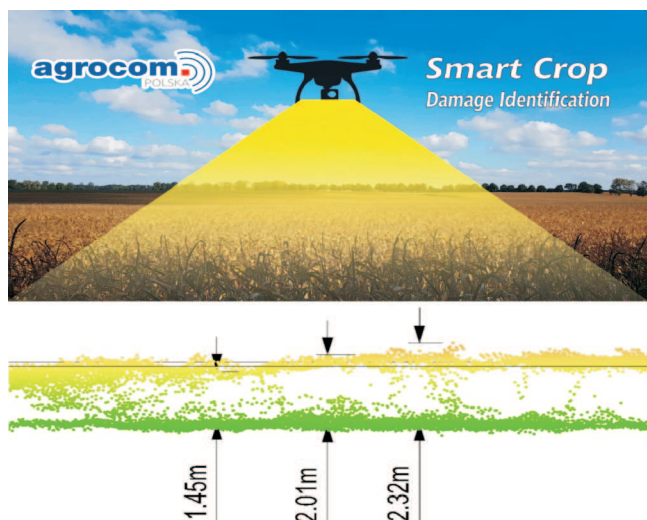 agrocom.
POLSKA
Smart Crop
Damage Identification
1.45m
2.01m
2.32m